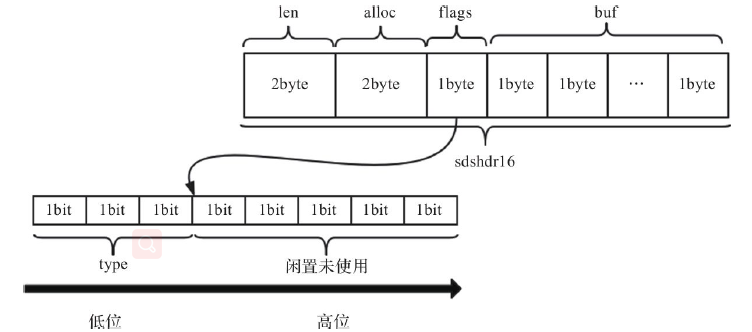 len alloc flags buf
2byte 2byte 1byte 1byte 1byte … 1byte
sdshdr16
1bit 1bit 1bit 1bit 1bit 1bit 1bit 1bit
type 闲置未使用
低位 高位